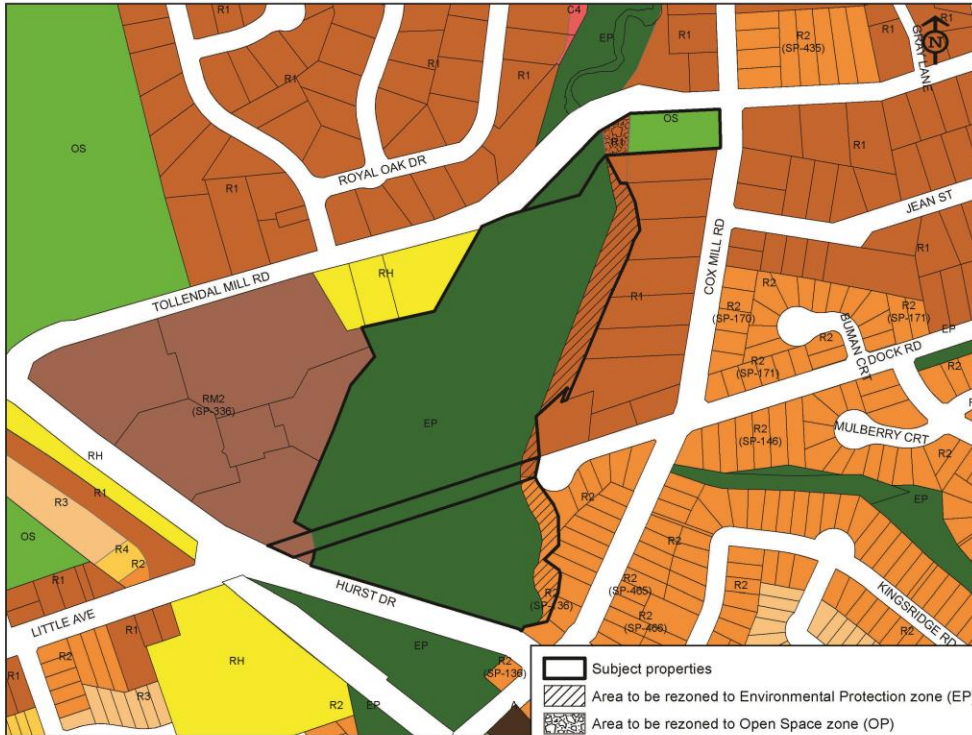 R1
C4
EP
R1
R2
(SP-435)
R1
GRAY LANE
R1
N
R1
R1
R1
OS
OS
R1
R1
ROYAL OAK DR
R1
R1
JEAN ST
R1
COX MILL RD
TOLLENDAL MILL RD
RH
R1
R2
(SP-170)
R2
R2
(SP-171)
BUMAN CRT
R2
R2
(SP-171)
DOCK RD
EP
R2
RM2
(SP-336)
EP
R2
(SP-146)
MULBERRY CRT
R2
RH
R1
R3
R2
EP
OS
R4
R2
R2
R1
HURST DR
R2
(SP-136)
R2
(SP-465)
R2
(SP-466)
R2
KINGSRIDGE RD
R2
LITTLE AVE
R1
R2
R1
R3
RH
EP
R2
(SP-136)
R2
EP
Subject properties
Area to be rezoned to Environmental Protection zone (EP)
Area to be rezoned to Open Space zone (OP)